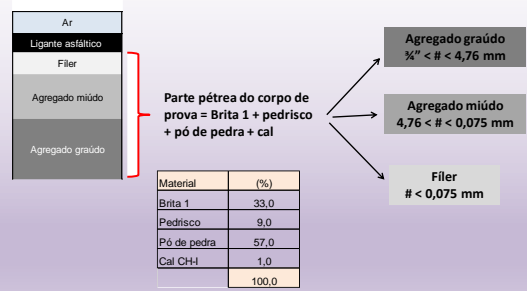 Ar
Ligante asfáltico
Fíler
Agregado miúdo
Agregado graúdo
Parte pétrea do corpo de
prova = Brita 1 + pedrisco
+ pó de pedra + cal
Agregado graúdo
¾” < # < 4,76 mm
Agregado miúdo
4,76 < # < 0,075 mm
Fíler
# < 0,075 mm
Material (%)
Brita 1 33,0
Pedrisco 9,0
Pó de pedra 57,0
Cal CH-I 1,0
100,0